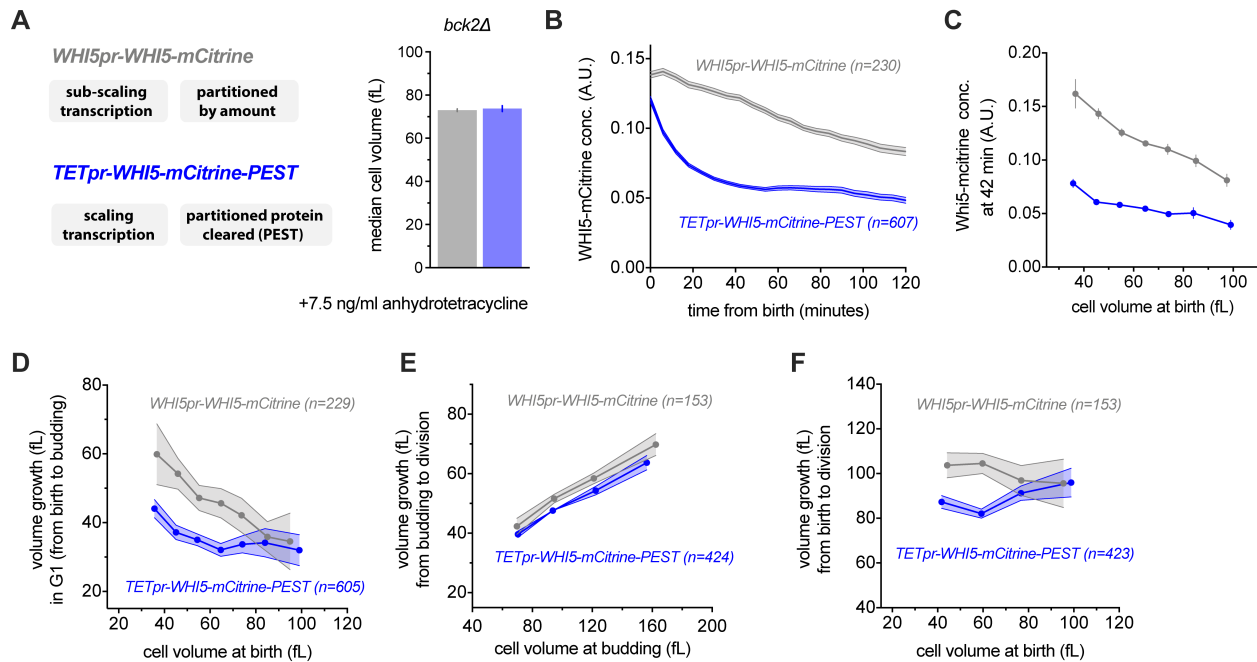 A
WHI5pr-WHI5-mCitrine
sub-scaling
transcription
partitioned
by amount
TETpr-WHI5-mCitrine-PEST
scaling
transcription
partitioned protein
cleared (PEST)
bck2Δ
median cell volume (fL)
100
80
60
40
20
0
+7.5 ng/ml anhydrotetracycline
B
WHI5-mCitrine conc. (A.U.)
0.15
0.10
0.05
0.00
WHI5pr-WHI5-mCitrine (n=230)
TETpr-WHI5-mCitrine-PEST (n=607)
0 20 40 60 80 100 120
time from birth (minutes)
C
Whi5-mcitrine conc.
at 42 min (A.U.)
0.20
0.15
0.10
0.05
0.00
20 40 60 80 100
cell volume at birth (fL)
D
volume growth (fL)
in G1 (from birth to budding)
80
60
40
20
WHI5pr-WHI5-mCitrine (n=229)
TETpr-WHI5-mCitrine-PEST (n=605)
20 40 60 80 100 120
cell volume at birth (fL)
E
volume growth (fL)
from budding to division
80
60
40
20
WHI5pr-WHI5-mCitrine (n=153)
TETpr-WHI5-mCitrine-PEST (n=424)
40 80 120 160 200
cell volume at budding (fL)
F
volume growth (fL)
from birth to division
140
120
100
80
60
40
WHI5pr-WHI5-mCitrine (n=153)
TETpr-WHI5-mCitrine-PEST (n=423)
20 40 60 80 100 120
cell volume at birth (fL)